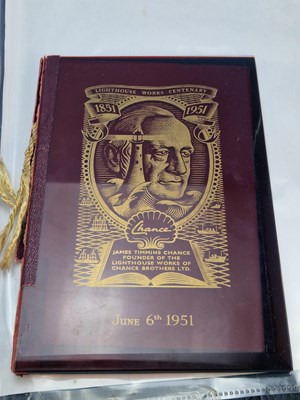 LIGHTHOUSE WORKS CENTENARY
1851 1951
Chance
JAMES TIMMINS CHANCE
FOUNDER OF THE
LIGHTHOUSE WORKS OF
CHANCE BROTHERS LTD.
JUNE 6th 1951